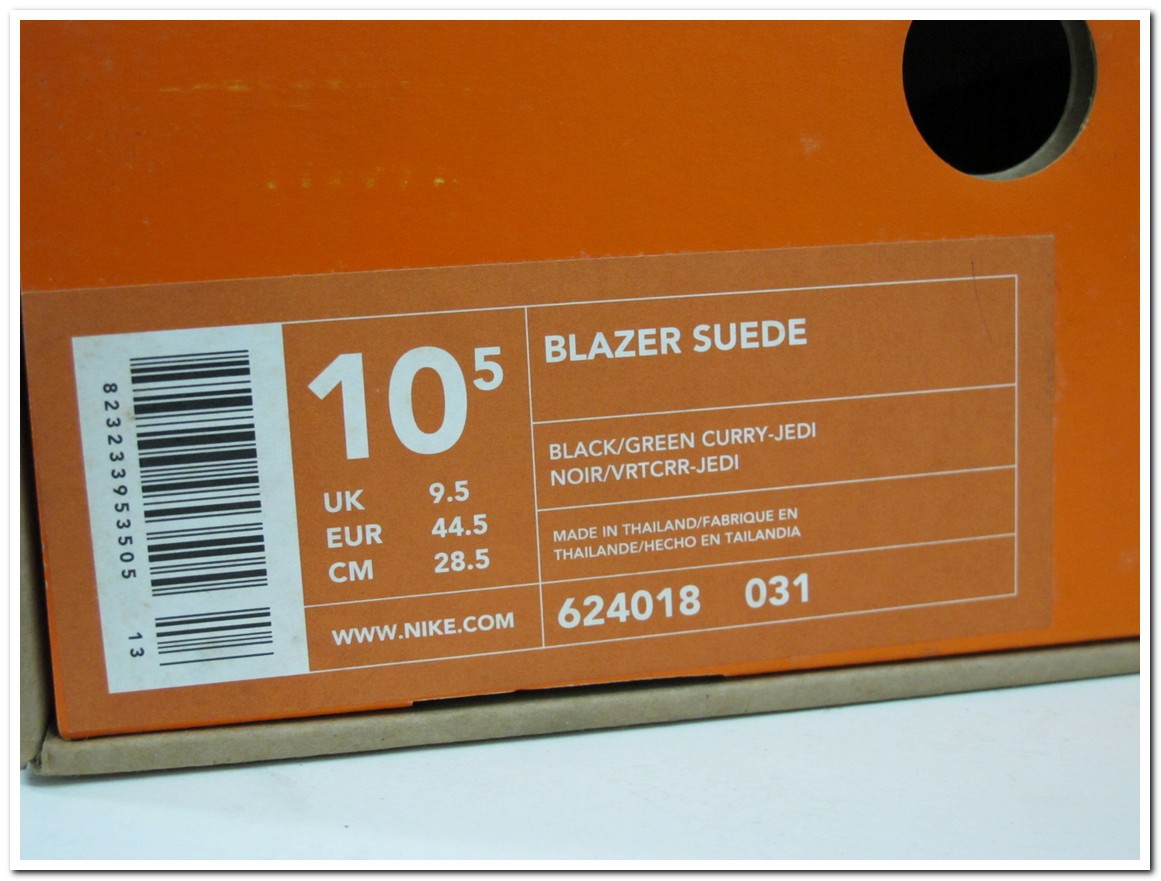 823233953505
13
10⁵
UK 9.5
EUR 44.5
CM 28.5
WWW.NIKE.COM
BLAZER SUEDE
BLACK/GREEN CURRY-JEDI
NOIR/VRTCRR-JEDI
MADE IN THAILAND/FABRIQUE EN
THAILANDE/HECHO EN TAILANDIA
624018 031